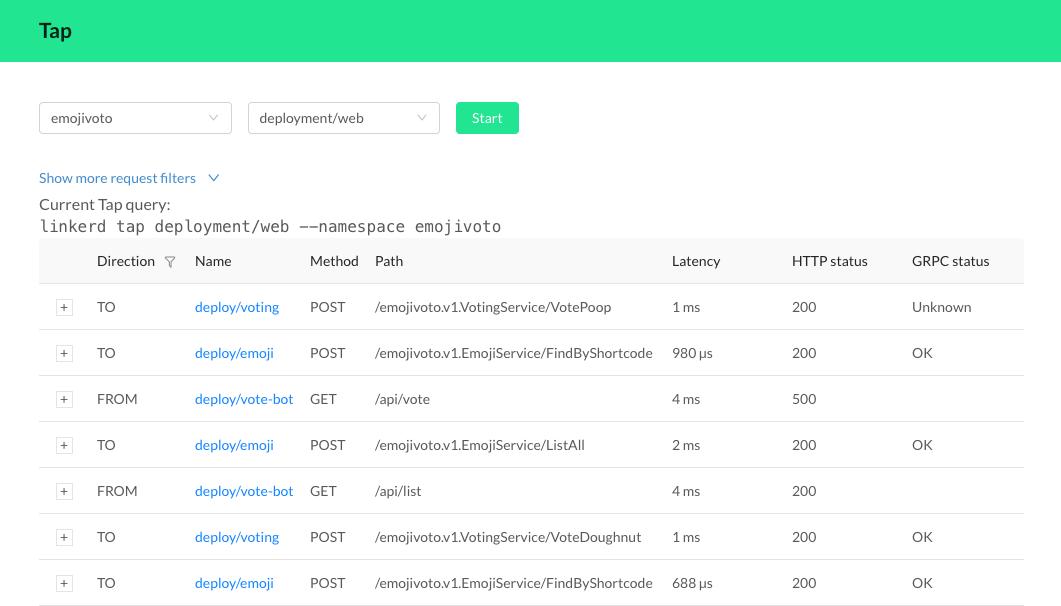 Tap
emojivoto deployment/web Start
Show more request filters
Current Tap query:
linkerd tap deployment/web --namespace emojivoto
Direction Name Method Path Latency HTTP status GRPC status
+ TO deploy/voting POST /emojivoto.v1.VotingService/VotePoop 1 ms 200 Unknown
+ TO deploy/emoji POST /emojivoto.v1.EmojiService/FindByShortcode 980 µs 200 OK
+ FROM deploy/vote-bot GET /api/vote 4 ms 500
+ TO deploy/emoji POST /emojivoto.v1.EmojiService/ListAll 2 ms 200 OK
+ FROM deploy/vote-bot GET /api/list 4 ms 200
+ TO deploy/voting POST /emojivoto.v1.VotingService/VoteDoughnut 1 ms 200 OK
+ TO deploy/emoji POST /emojivoto.v1.EmojiService/FindByShortcode 688 µs 200 OK